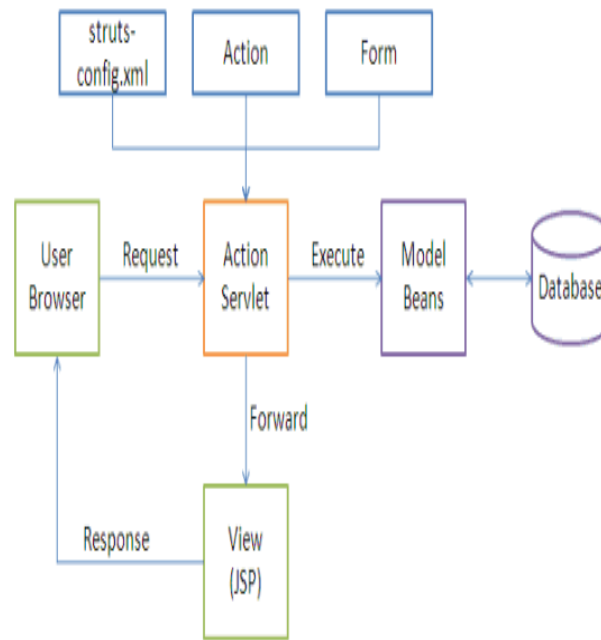 struts-
config.xml
Action
Form
User
Browser
Request
Action
Servlet
Execute
Model
Beans
Database
Forward
Response
View
(JSP)